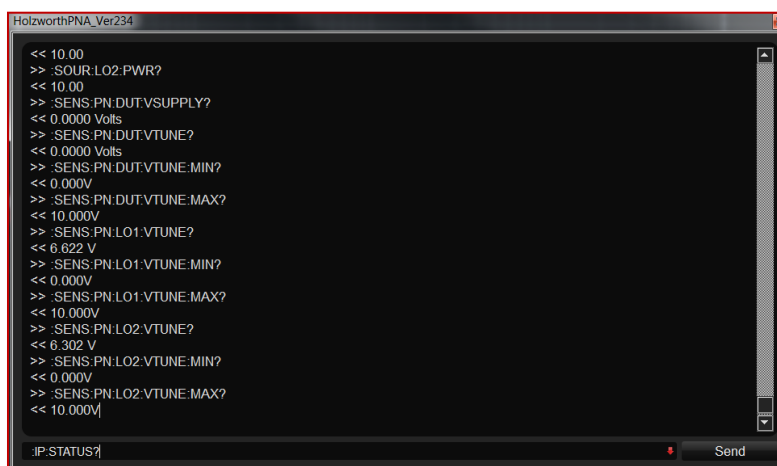 HolzworthPNA_Ver234
<< 10.00
>> :SOUR:LO2:PWR?
<< 10.00
>> :SENS:PN:DUT:VSUPPLY?
<< 0.0000 Volts
>> :SENS:PN:DUT:VTUNE?
<< 0.0000 Volts
>> :SENS:PN:DUT:VTUNE:MIN?
<< 0.000V
>> :SENS:PN:DUT:VTUNE:MAX?
<< 10.000V
>> :SENS:PN:LO1:VTUNE?
<< 6.622 V
>> :SENS:PN:LO1:VTUNE:MIN?
<< 0.000V
>> :SENS:PN:LO1:VTUNE:MAX?
<< 10.000V
>> :SENS:PN:LO2:VTUNE?
<< 6.302 V
>> :SENS:PN:LO2:VTUNE:MIN?
<< 0.000V
>> :SENS:PN:LO2:VTUNE:MAX?
<< 10.000V
:IP:STATUS?
Send